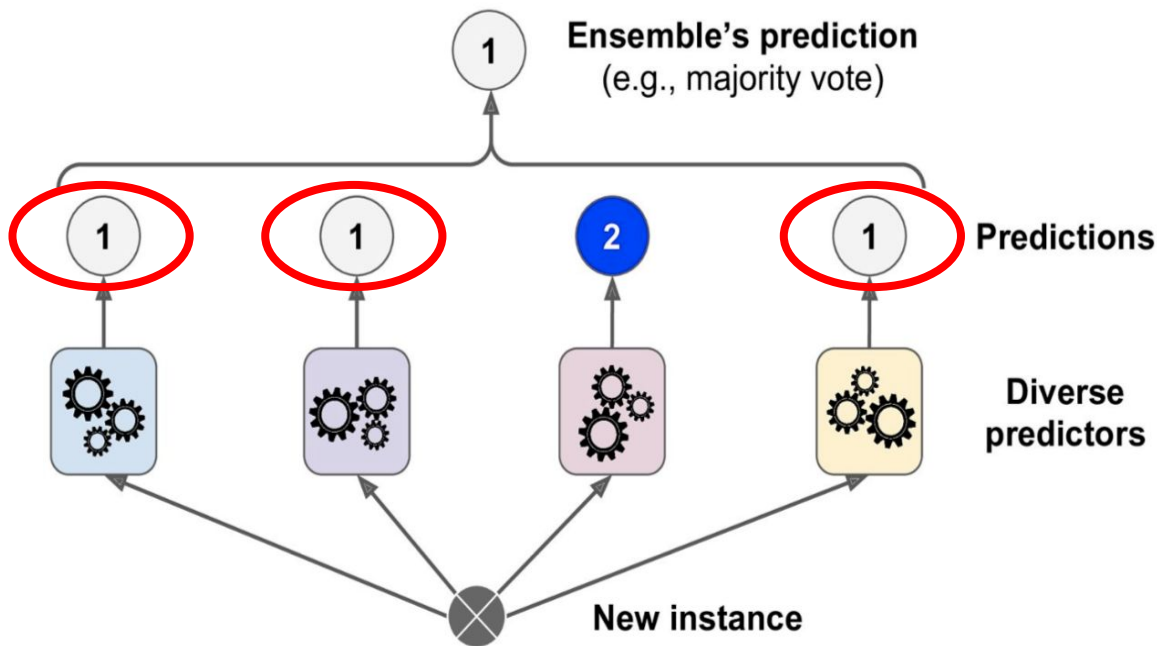 1
Ensemble's prediction
(e.g., majority vote)
1
1
2
1
Predictions
Diverse
predictors
New instance